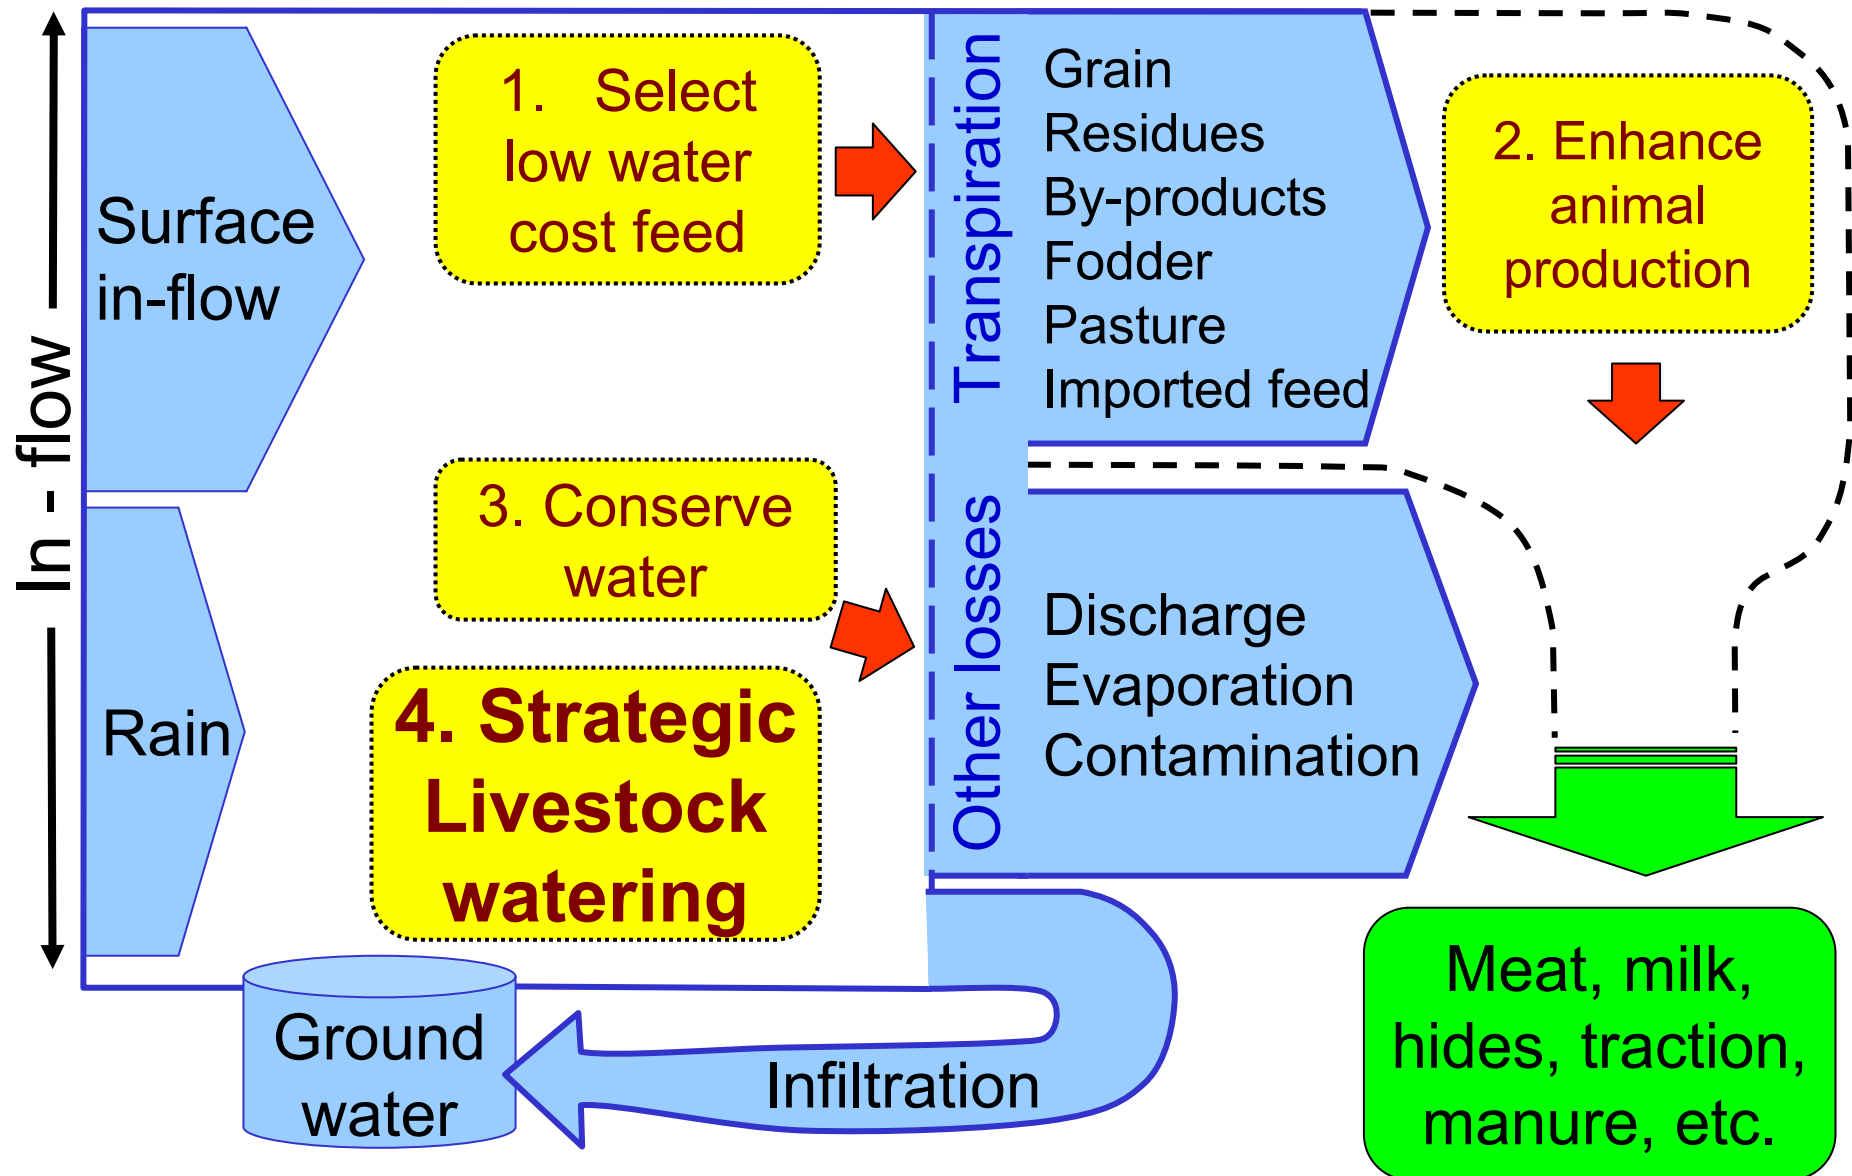 In - flow
Surface
in-flow
Rain
1. Select
low water
cost feed
3. Conserve
water
4. Strategic
Livestock
watering
Transpiration
Other losses
Grain
Residues
By-products
Fodder
Pasture
Imported feed
Discharge
Evaporation
Contamination
2. Enhance
animal
production
Ground
water
Infiltration
Meat, milk,
hides, traction,
manure, etc.